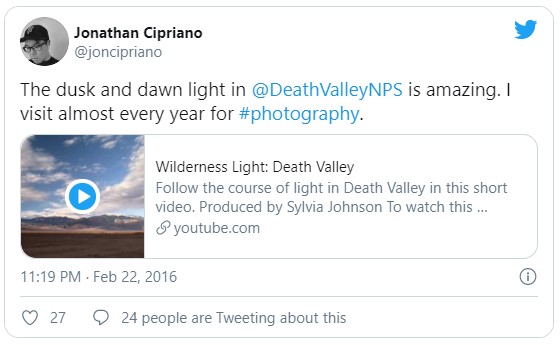 Jonathan Cipriano
@joncipriano
The dusk and dawn light in @DeathValleyNPS is amazing. I
visit almost every year for #photography.
Wilderness Light: Death Valley
Follow the course of light in Death Valley in this short
video. Produced by Sylvia Johnson To watch this ...
youtube.com
11:19 PM · Feb 22, 2016
27 24 people are Tweeting about this